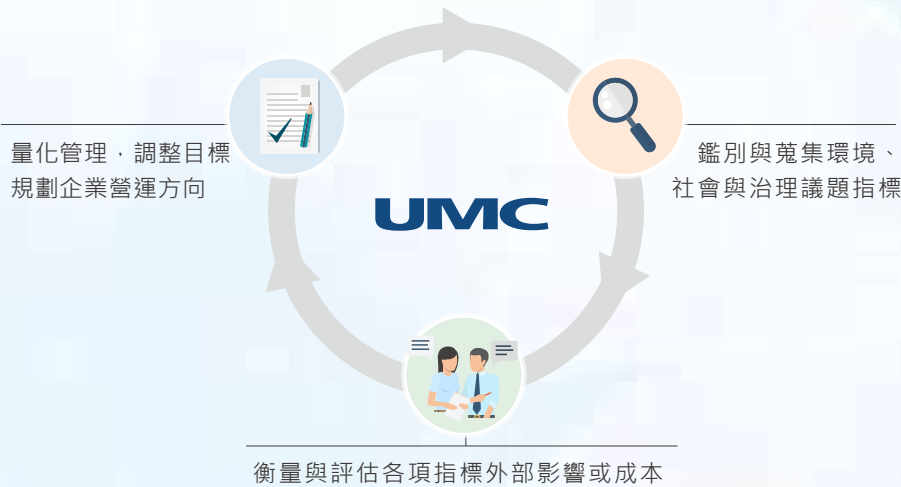 量化管理，調整目標
規劃企業營運方向
鑑別與蒐集環境、
社會與治理議題指標
UMC
衡量與評估各項指標外部影響或成本